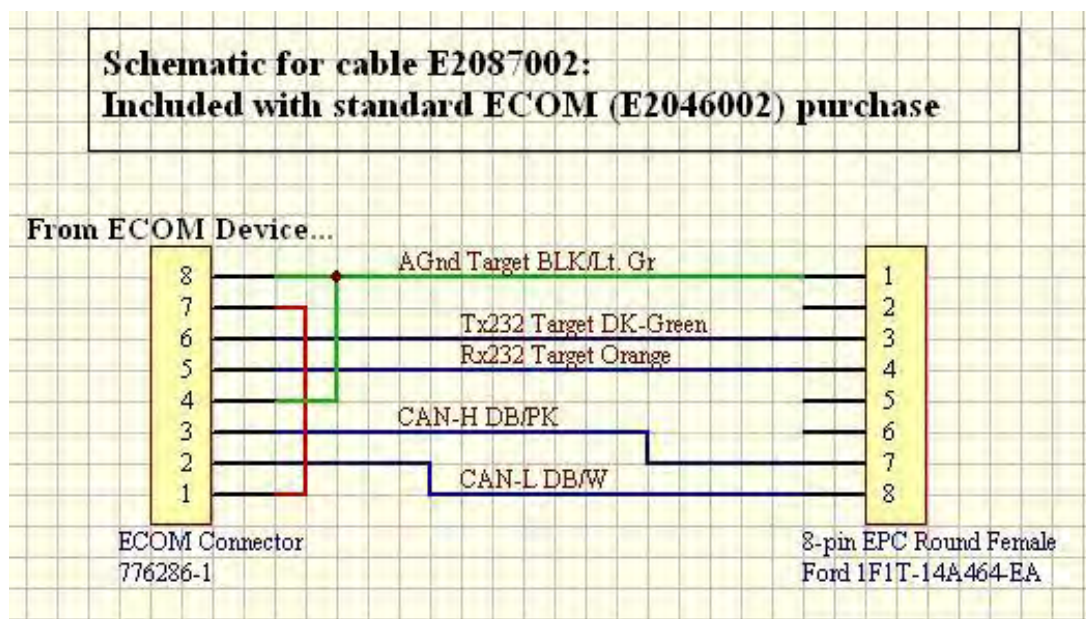 Schematic for cable E2087002:
Included with standard ECOM (E2046002) purchase
From ECOM Device...
AGnd Target BLK/Lt. Gr
Tx232 Target DK-Green
Rx232 Target Orange
CAN-H DB/PK
CAN-L DB/W
8
7
6
5
4
3
2
1
1
2
3
4
5
6
7
8
ECOM Connector
776286-1
8-pin EPC Round Female
Ford 1F1T-14A464-EA